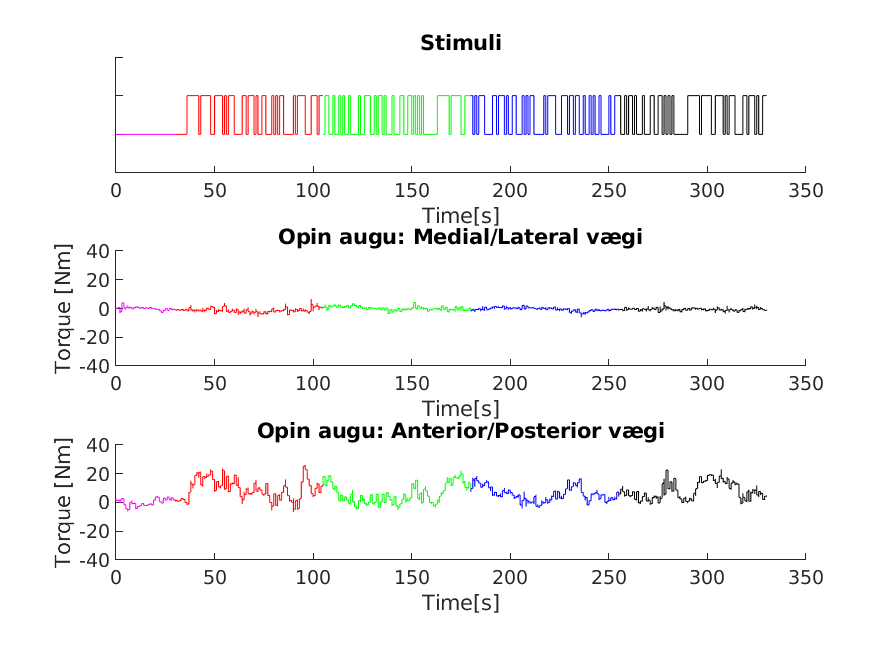 Stimuli
0 50 100 150 200 250 300 350
Time[s]
Opin augu: Medial/Lateral vægi
Torque [Nm]
40
20
0
-20
-40
0 50 100 150 200 250 300 350
Time[s]
Opin augu: Anterior/Posterior vægi
Torque [Nm]
40
20
0
-20
-40
0 50 100 150 200 250 300 350
Time[s]